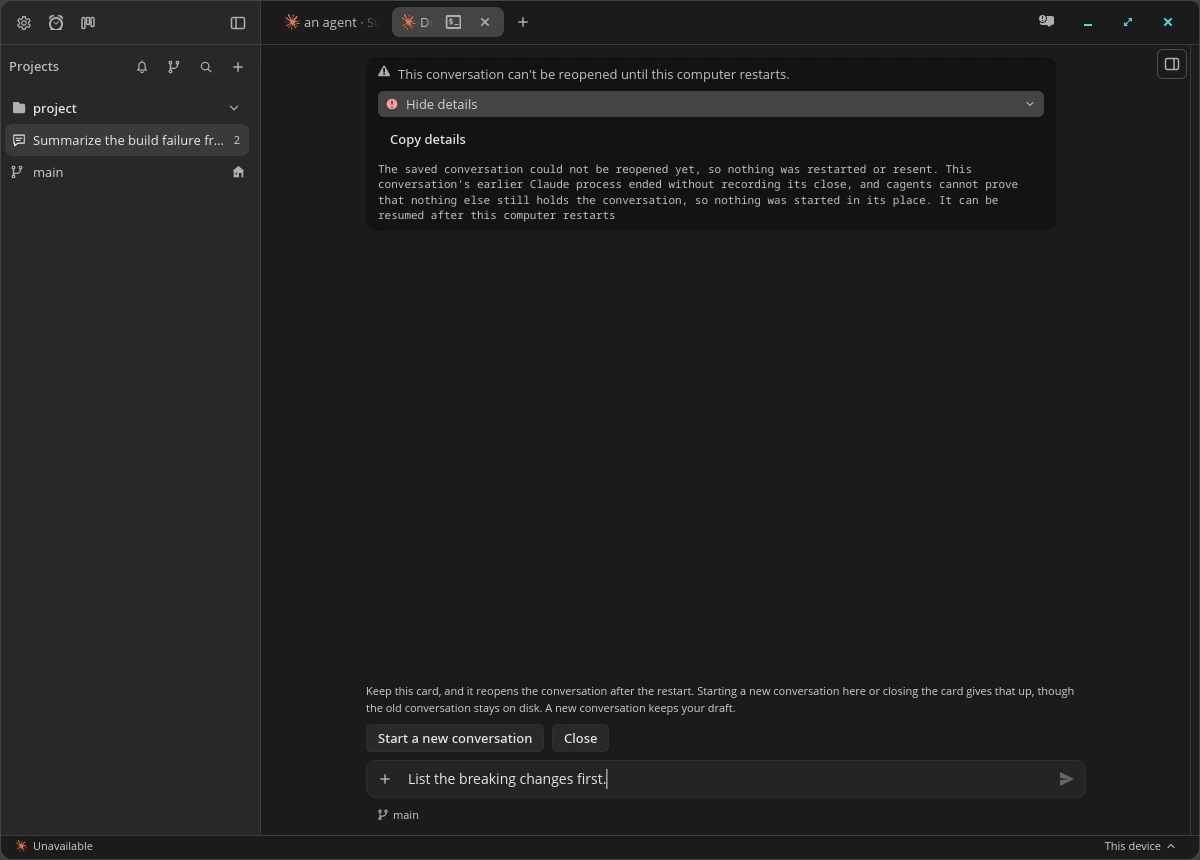 an agent · Su
D
Projects
project
Summarize the build failure fr... 2
main
This conversation can't be reopened until this computer restarts.
Hide details
Copy details
The saved conversation could not be reopened yet, so nothing was restarted or resent. This
conversation's earlier Claude process ended without recording its close, and cagents cannot prove
that nothing else still holds the conversation, so nothing was started in its place. It can be
resumed after this computer restarts
Keep this card, and it reopens the conversation after the restart. Starting a new conversation here or closing the card gives that up, though
the old conversation stays on disk. A new conversation keeps your draft.
Start a new conversation
Close
List the breaking changes first.
main
Unavailable
This device